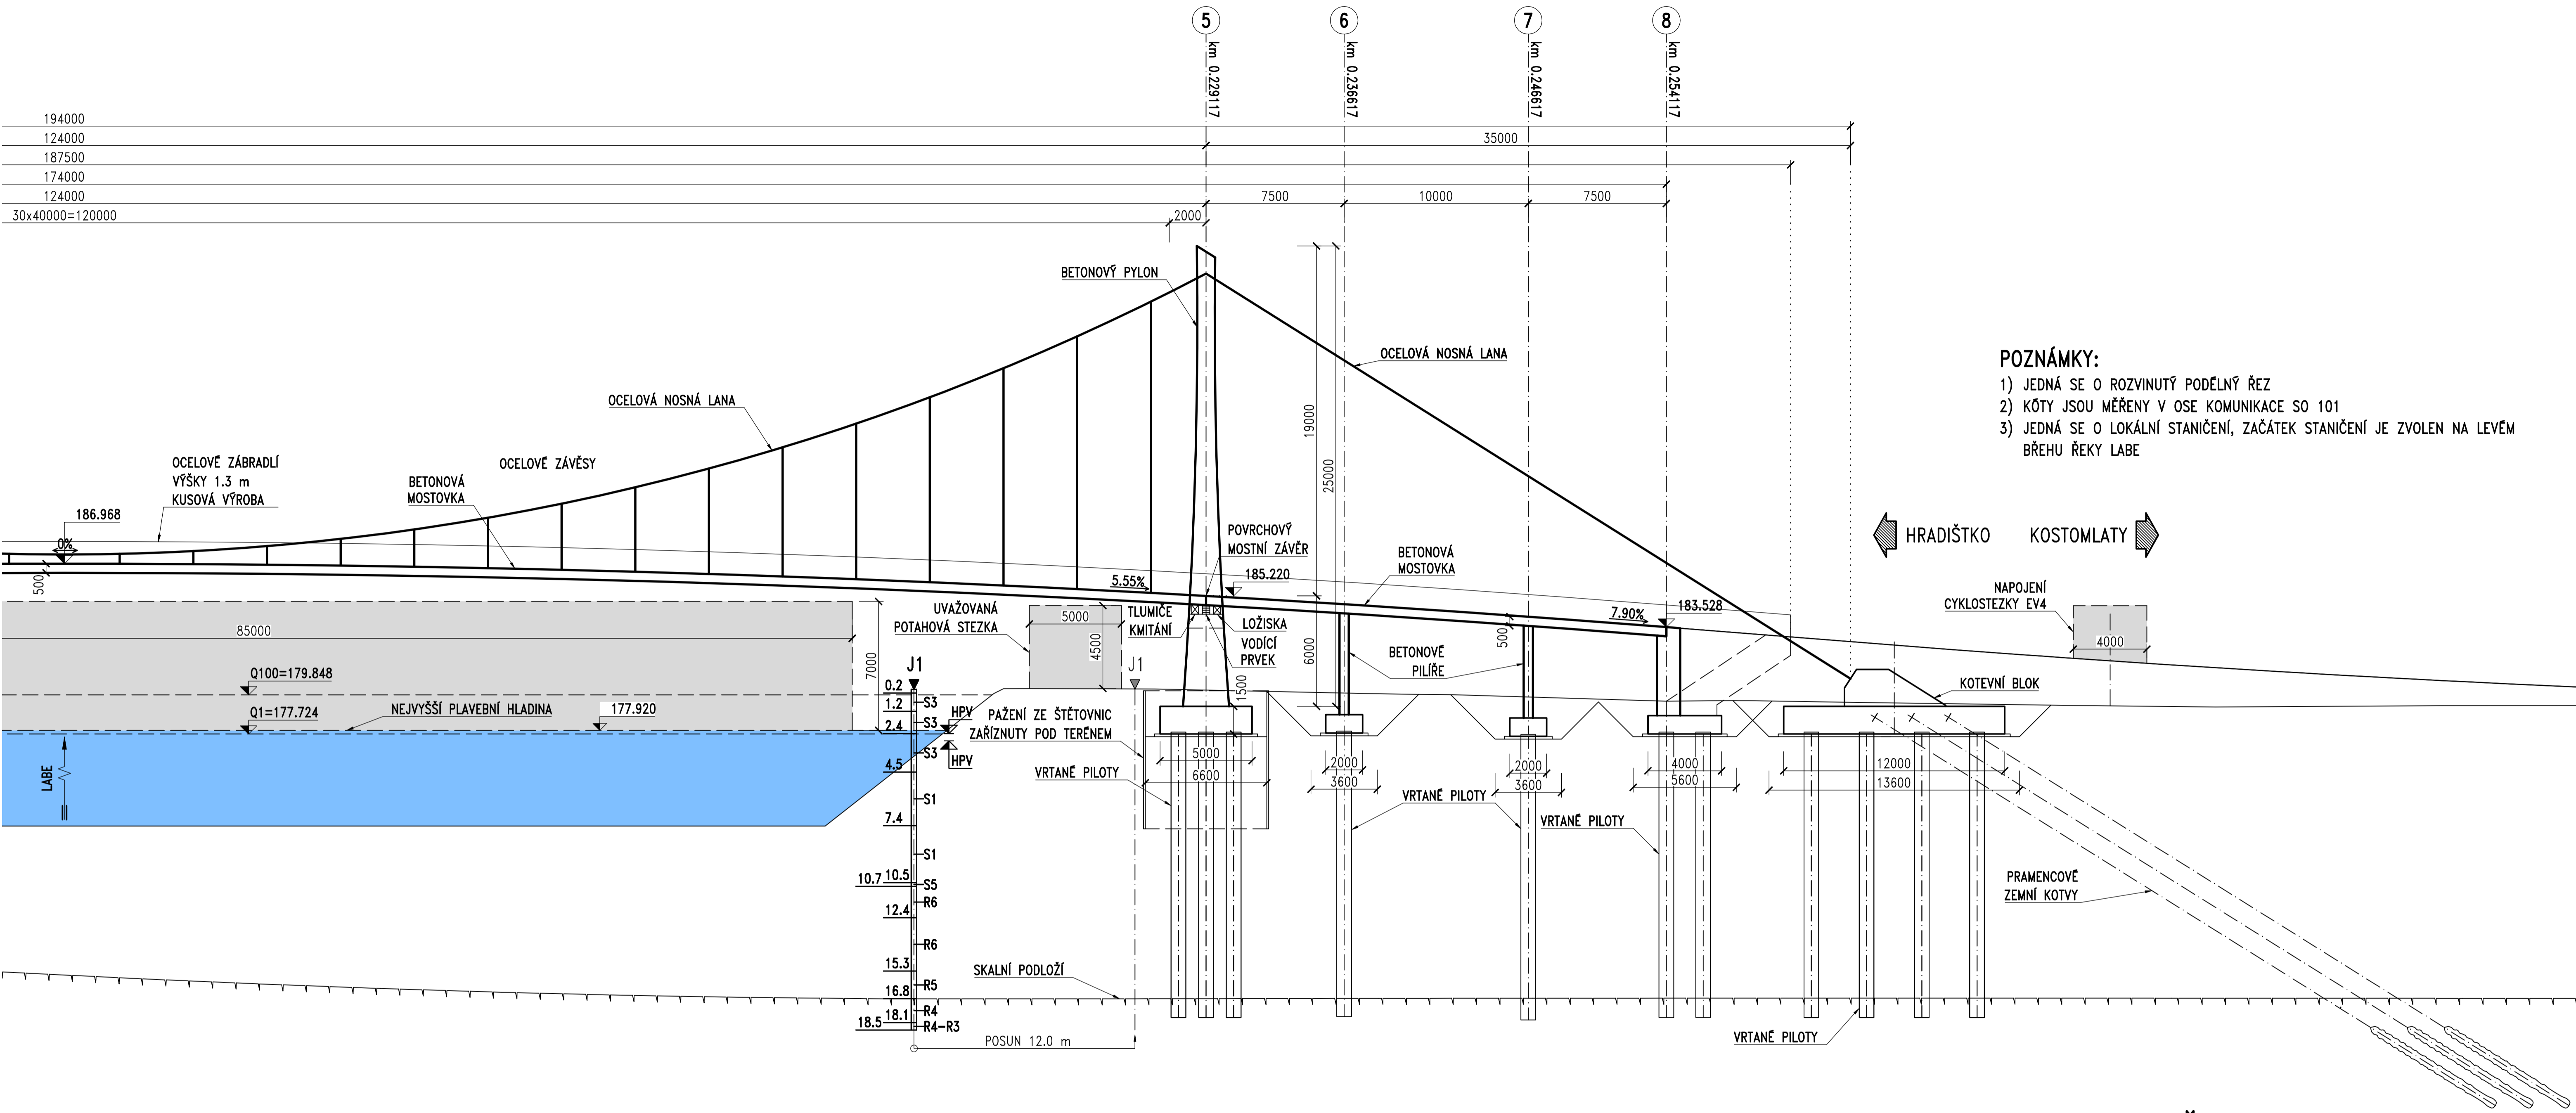 5
6
7
8
km 0.229117
km 0.236617
km 0.246617
km 0.254117
194000
124000
35000
187500
174000
124000
7500
10000
7500
30x40000=120000
2000
BETONOVÝ PYLON
OCELOVÁ NOSNÁ LANA
OCELOVÁ NOSNÁ LANA
19000
25000
POZNÁMKY:
1) JEDNÁ SE O ROZVINUTÝ PODÉLNÝ ŘEZ
2) KÓTY JSOU MĚŘENY V OSE KOMUNIKACE SO 101
3) JEDNÁ SE O LOKÁLNÍ STANIČENÍ, ZAČÁTEK STANIČENÍ JE ZVOLEN NA LEVÉM
BŘEHU ŘEKY LABE
OCELOVÉ ZÁBRADLÍ
VÝŠKY 1.3 m
KUSOVÁ VÝROBA
OCELOVÉ ZÁVĚSY
BETONOVÁ
MOSTOVKA
186.968
0%
500
POVRCHOVÝ
MOSTNÍ ZÁVĚR
BETONOVÁ
MOSTOVKA
HRADIŠTKO
KOSTOMLATY
5.55%
185.220
7.90%
183.528
NAPOJENÍ
CYKLOSTEZKY EV4
4000
UVAŽOVANÁ
POTAHOVÁ STEZKA
5000
4500
TLUMIČE
KMITÁNÍ
LOŽISKA
VODÍCÍ
PRVEK
6000
500
BETONOVÉ
PILÍŘE
85000
7000
J1
J1
Q100=179.848
Q1=177.724
NEJVYŠŠÍ PLAVEBNÍ HLADINA
177.920
1500
KOTEVNÍ BLOK
0.2
1.2
2.4
4.5
7.4
10.5
10.7
12.4
15.3
16.8
18.1
18.5
S3
S3
S3
S1
S1
S5
R6
R6
R5
R4
R4-R3
HPV
HPV
PAŽENÍ ZE ŠTĚTOVNIC
ZAŘÍZNUTY POD TERÉNEM
LABE
VRTANÉ PILOTY
5000
6600
2000
3600
2000
3600
4000
5600
12000
13600
VRTANÉ PILOTY
VRTANÉ PILOTY
PRAMENCOVÉ
ZEMNÍ KOTVY
SKALNÍ PODLOŽÍ
VRTANÉ PILOTY
POSUN 12.0 m